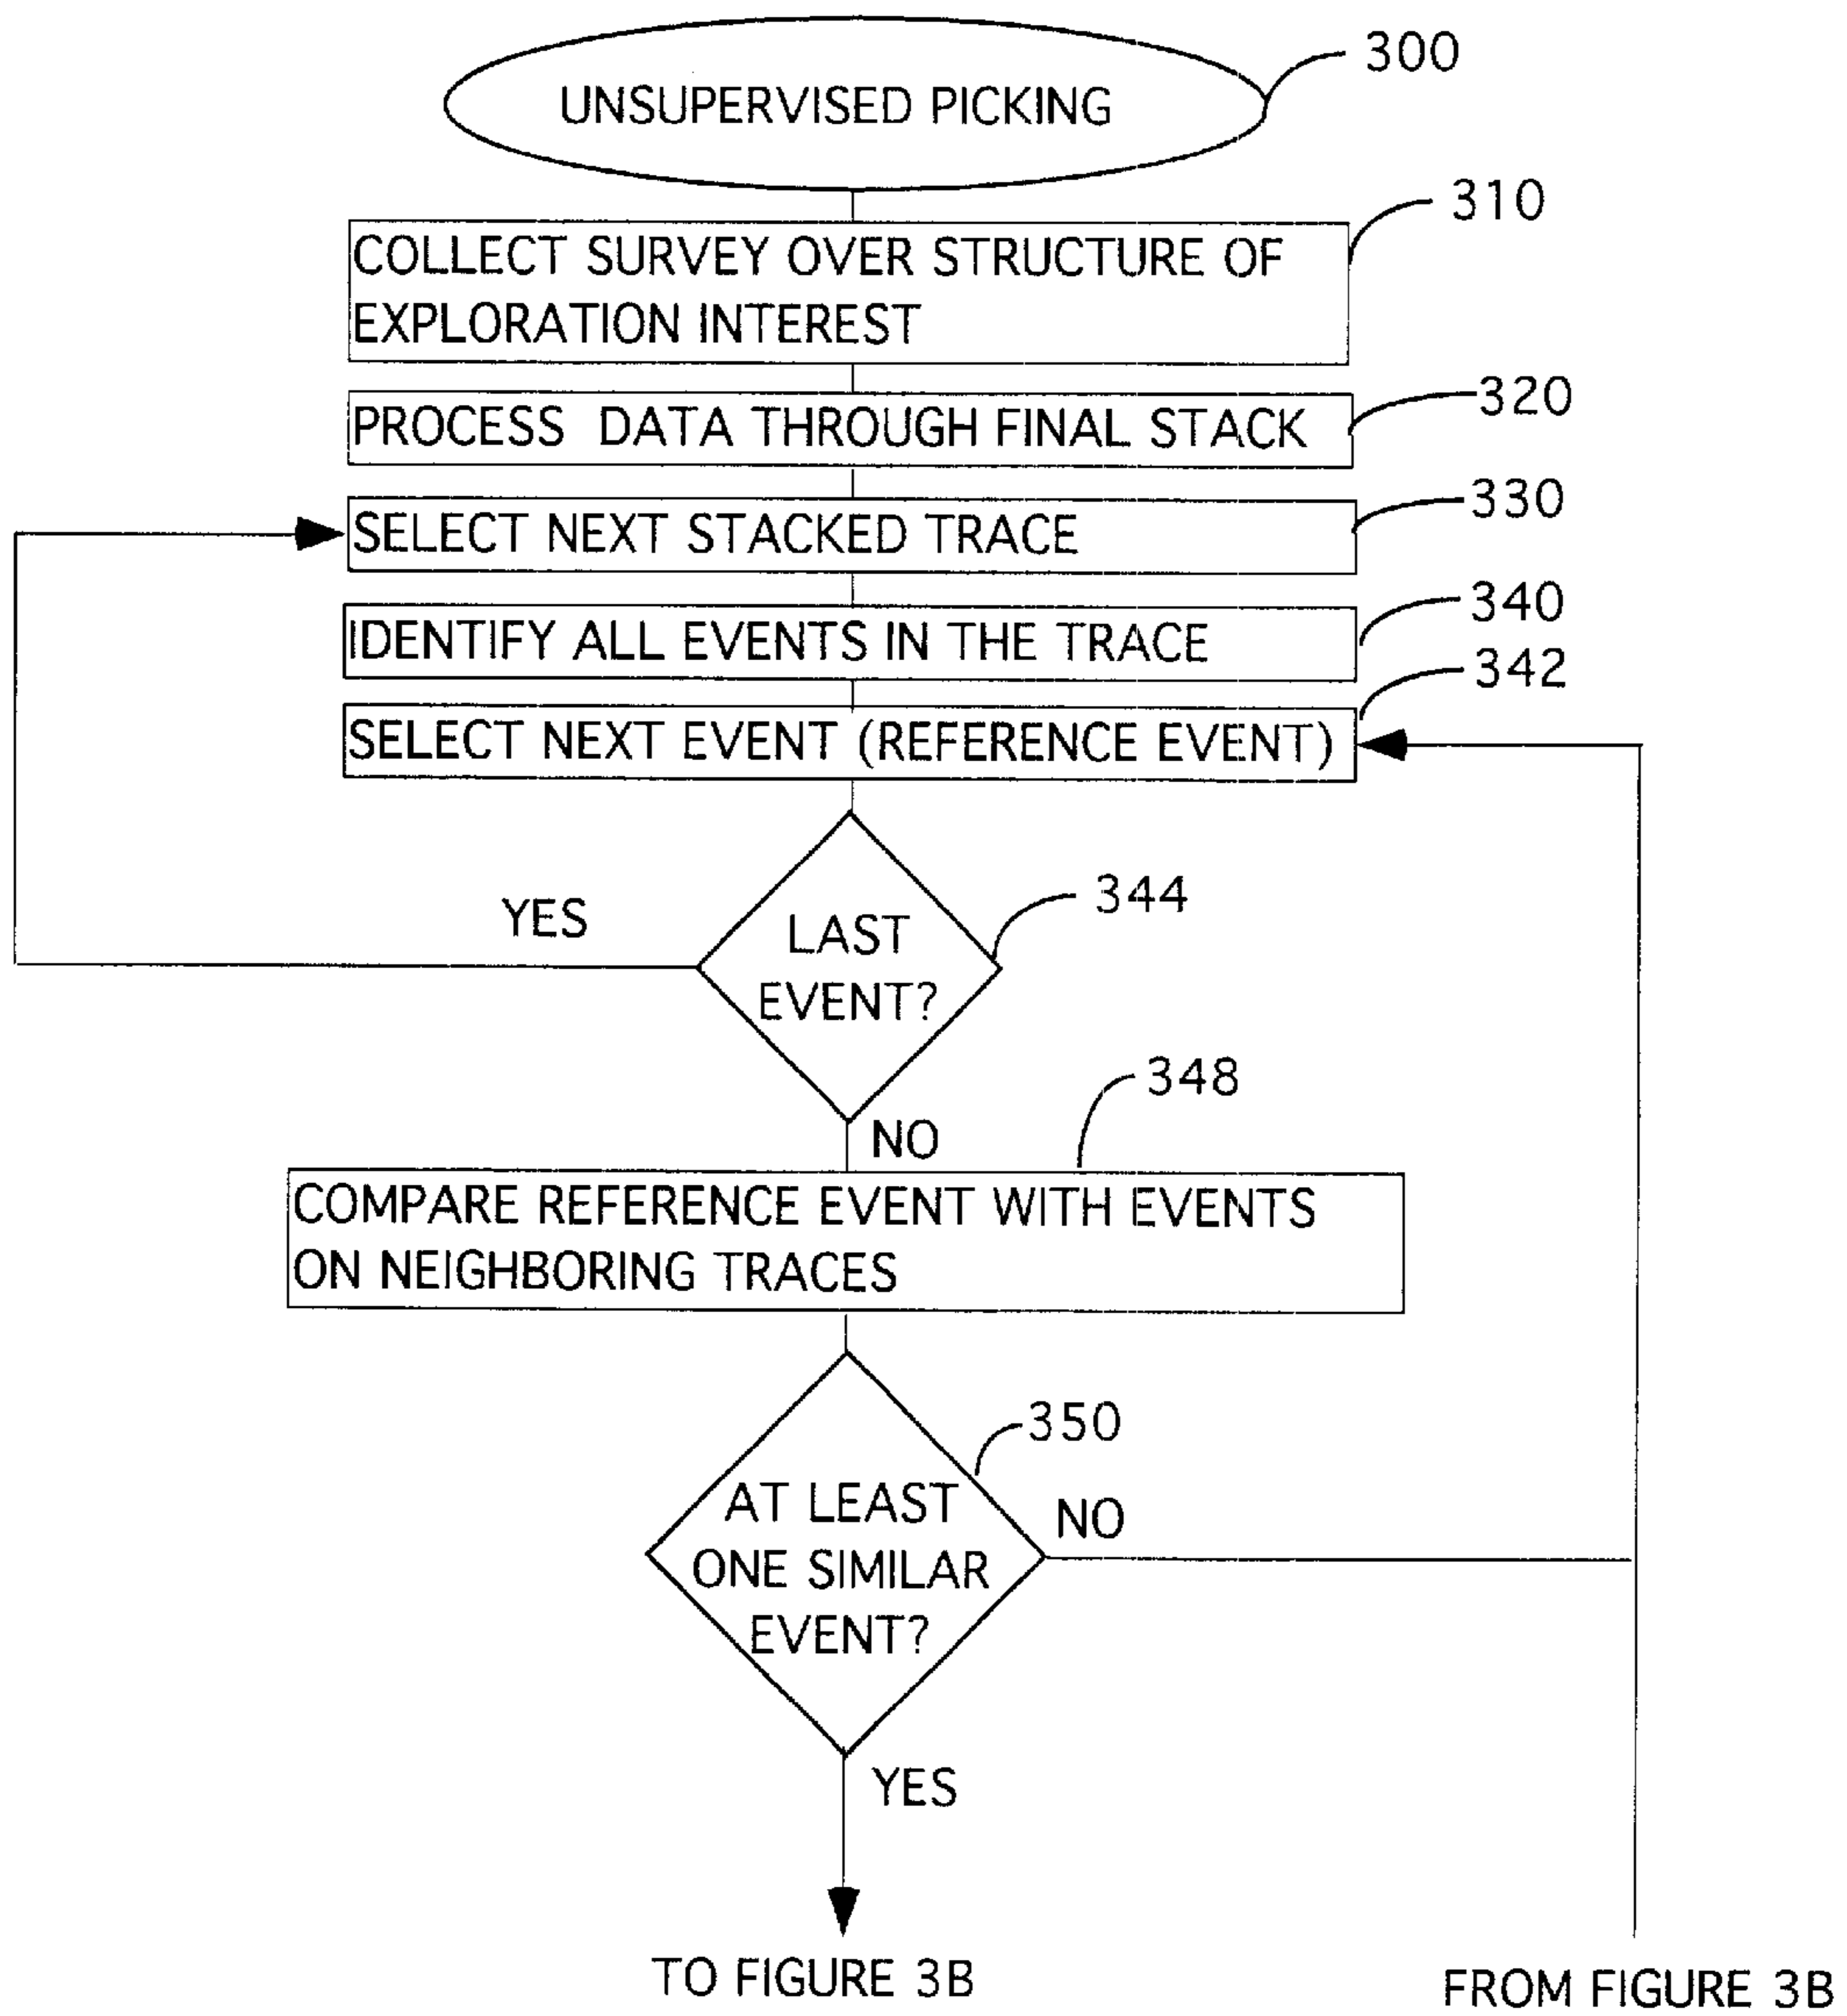 UNSUPERVISED PICKING
300
310
COLLECT SURVEY OVER STRUCTURE OF
EXPLORATION INTEREST
320
PROCESS DATA THROUGH FINAL STACK
330
SELECT NEXT STACKED TRACE
340
IDENTIFY ALL EVENTS IN THE TRACE
342
SELECT NEXT EVENT (REFERENCE EVENT)
344
YES
LAST
EVENT?
348
NO
COMPARE REFERENCE EVENT WITH EVENTS
ON NEIGHBORING TRACES
350
AT LEAST
ONE SIMILAR
EVENT?
NO
YES
TO FIGURE 3B
FROM FIGURE 3B